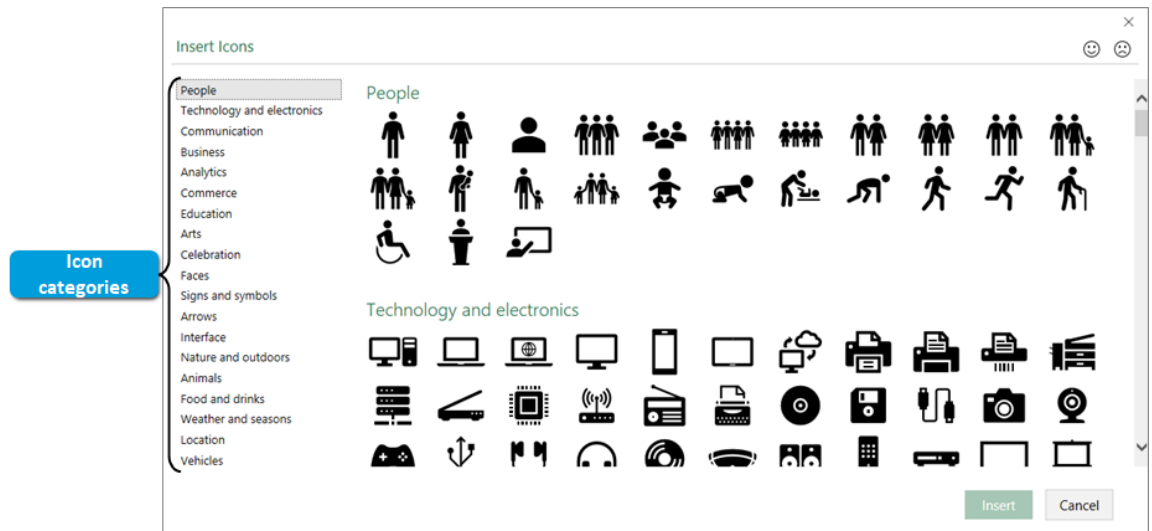 Insert Icons
People
Technology and electronics
Communication
Business
Analytics
Commerce
Education
Arts
Celebration
Faces
Signs and symbols
Arrows
Interface
Nature and outdoors
Animals
Food and drinks
Weather and seasons
Location
Vehicles
Icon
categories
People
Technology and electronics
Insert
Cancel